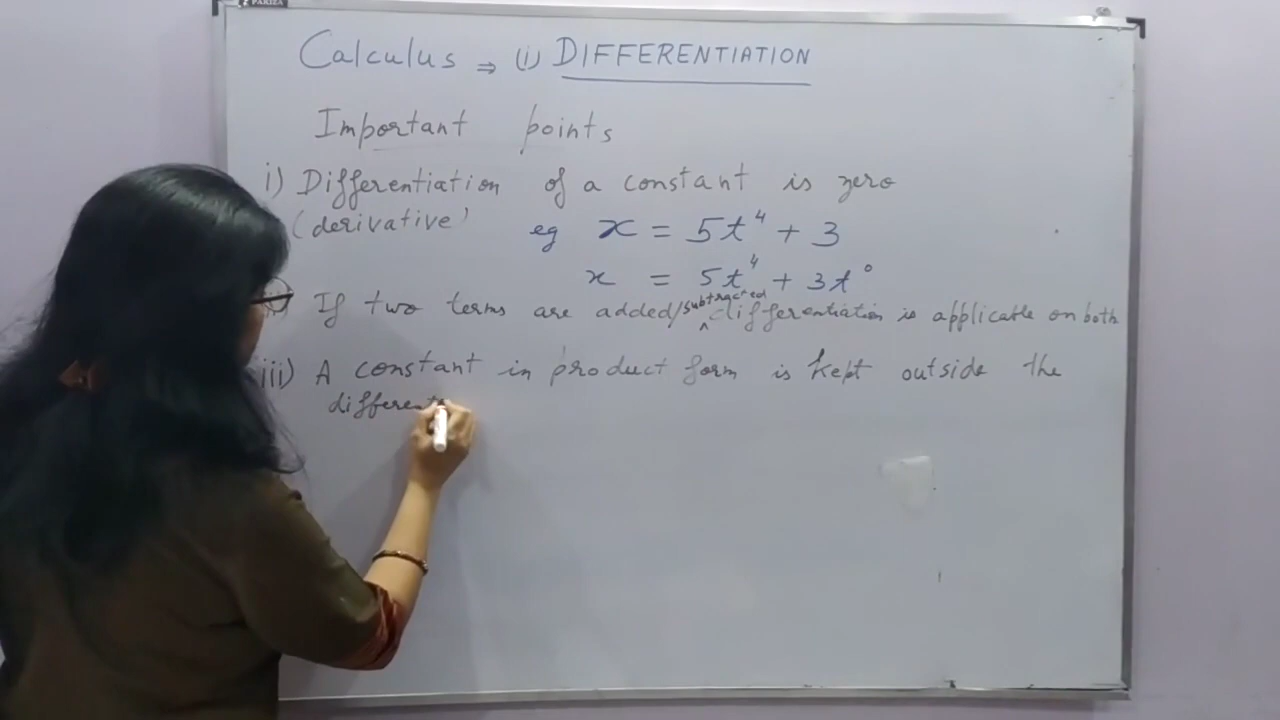 PARIZA
Calculus ⇒ (i) DIFFERENTIATION
Important points
i) Differentiation of a constant is zero
(derivative)
eg x = 5t⁴ + 3
x = 5t⁴ + 3t⁰
If two terms are added/subtracted differentiation is applicable on both
iii) A constant in product form is kept outside the
different